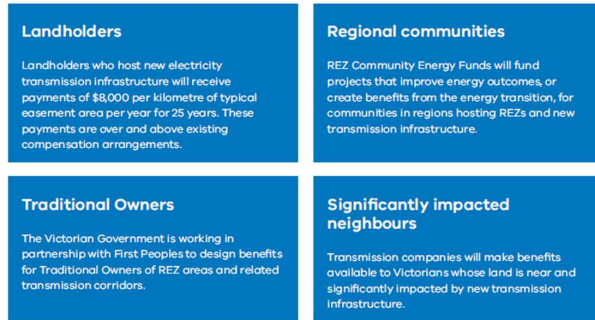 Landholders
Landholders who host new electricity
transmission infrastructure will receive
payments of $8,000 per kilometre of typical
easement area per year for 25 years. These
payments are over and above existing
compensation arrangements.
Regional communities
REZ Community Energy Funds will fund
projects that improve energy outcomes, or
create benefits from the energy transition, for
communities in regions hosting REZs and new
transmission infrastructure.
Traditional Owners
The Victorian Government is working in
partnership with First Peoples to design benefits
for Traditional Owners of REZ areas and related
transmission corridors.
Significantly impacted
neighbours
Transmission companies will make benefits
available to Victorians whose land is near and
significantly impacted by new transmission
infrastructure.